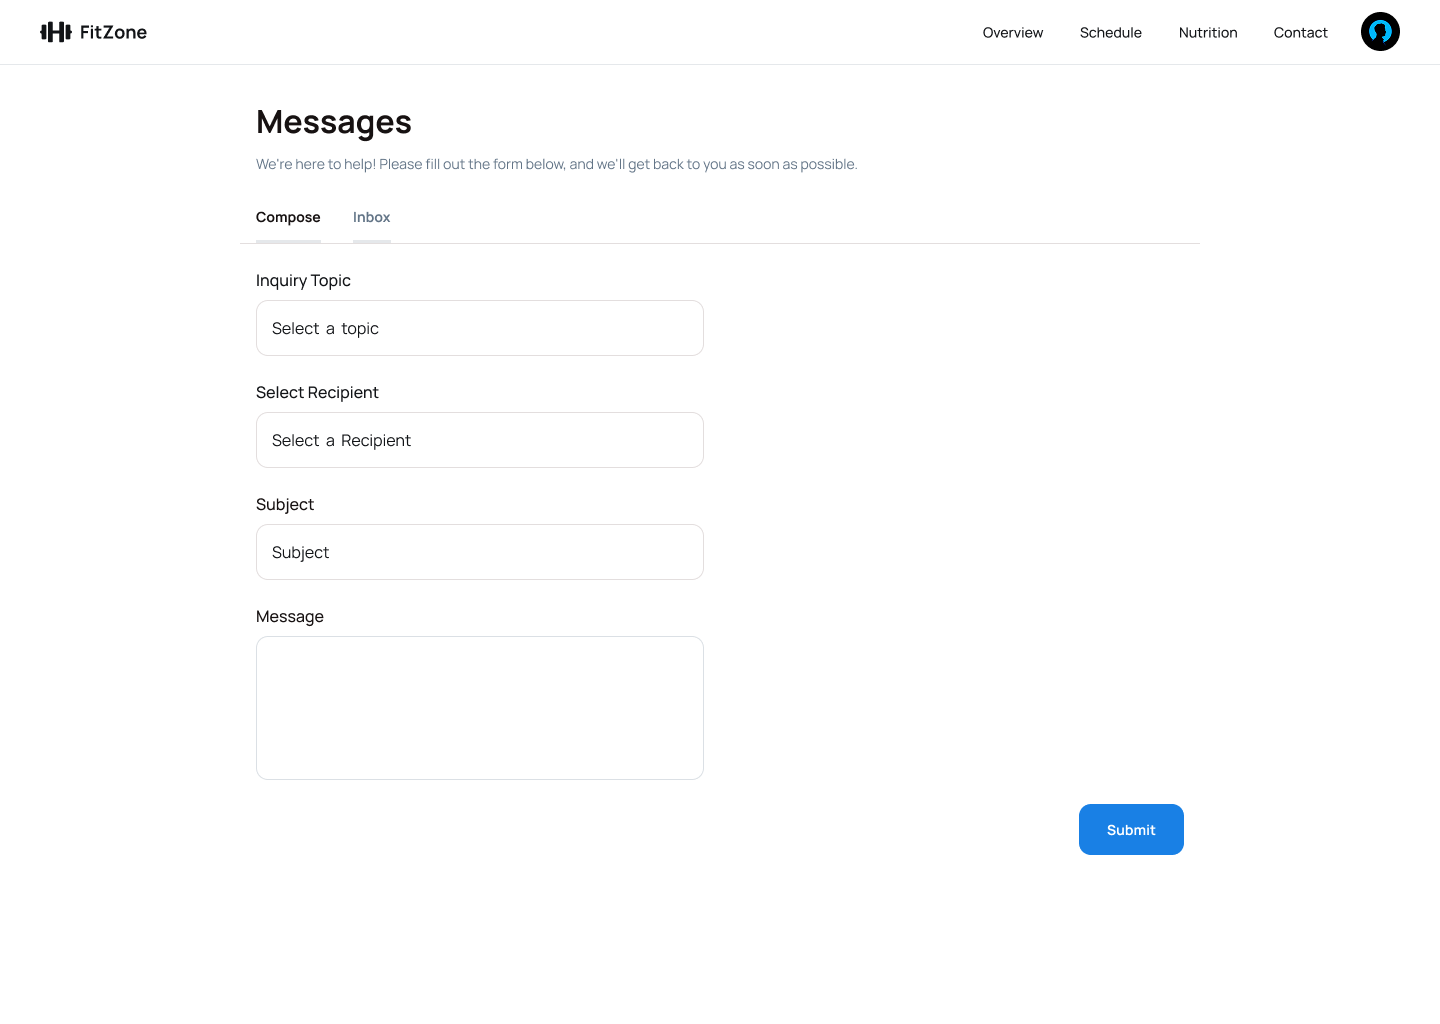 FitZone
Overview
Schedule
Nutrition
Contact
Messages
We're here to help! Please fill out the form below, and we'll get back to you as soon as possible.
Compose
Inbox
Inquiry Topic
Select a topic
Select Recipient
Select a Recipient
Subject
Subject
Message
Submit